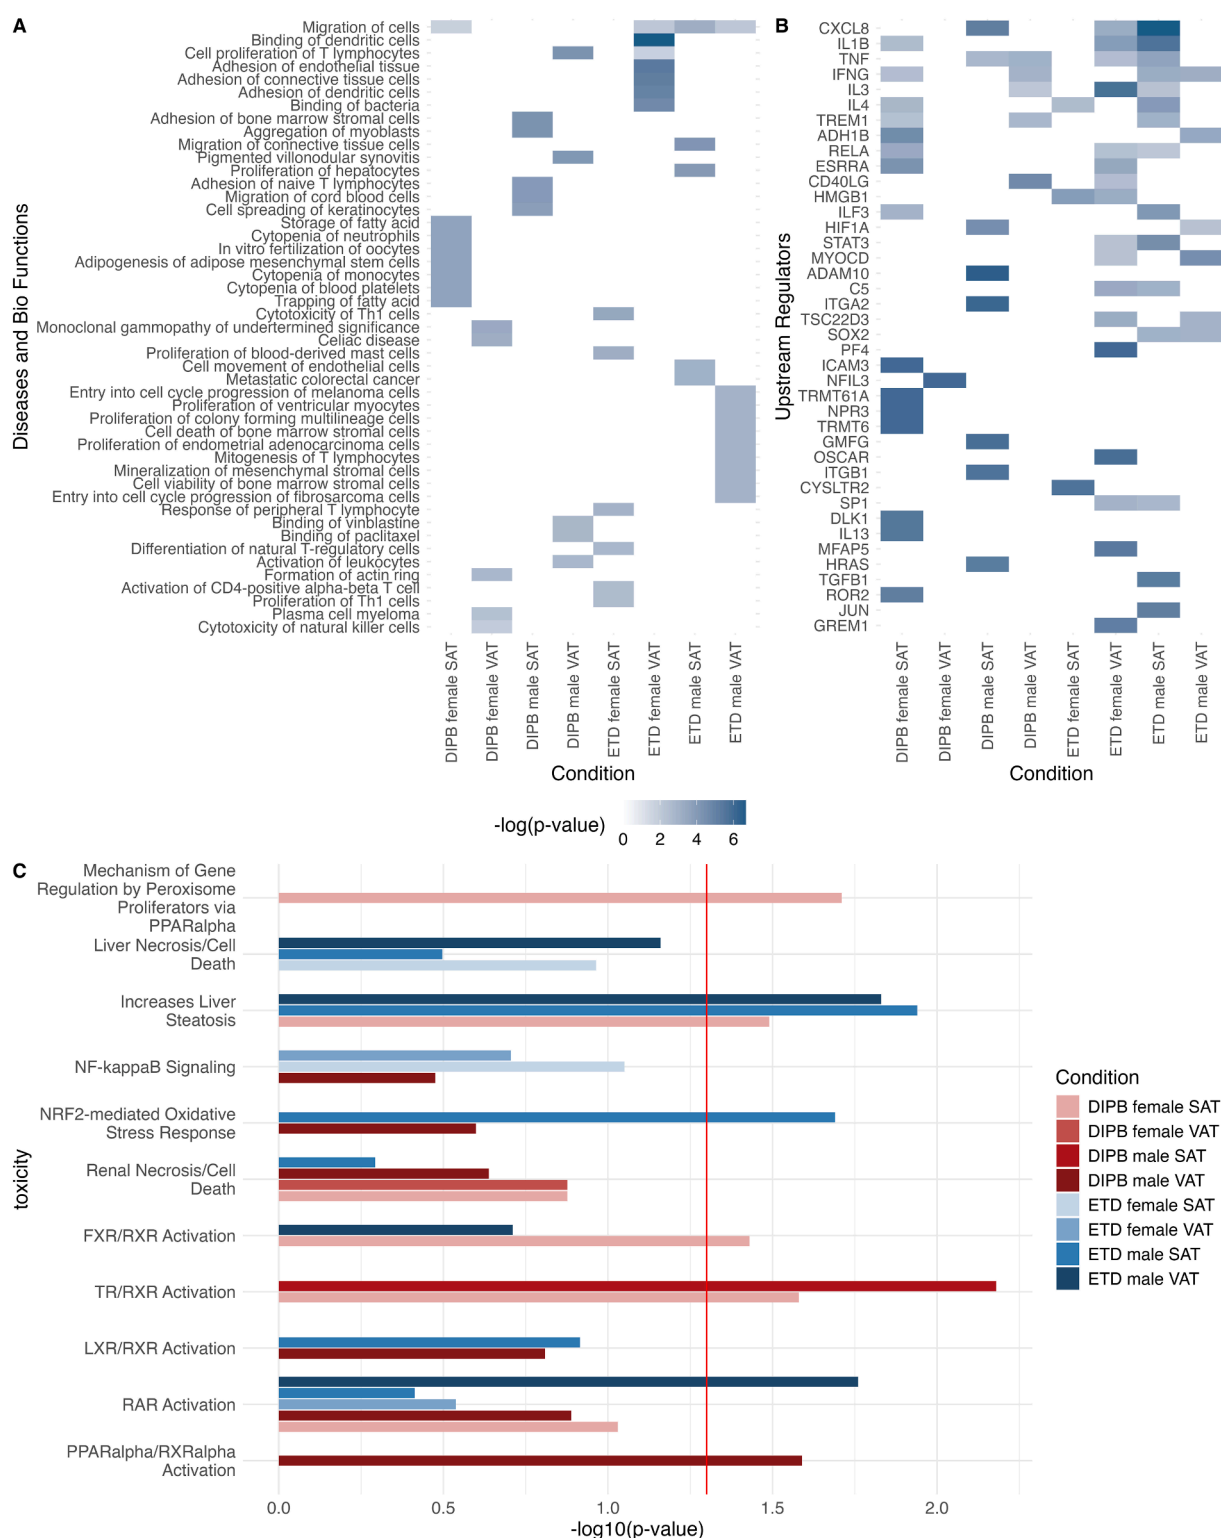 A
Diseases and Bio Functions
Migration of cells
Binding of dendritic cells
Cell proliferation of T lymphocytes
Adhesion of endothelial tissue
Adhesion of connective tissue cells
Adhesion of dendritic cells
Binding of bacteria
Adhesion of bone marrow stromal cells
Aggregation of myoblasts
Migration of connective tissue cells
Pigmented villonodular synovitis
Proliferation of hepatocytes
Adhesion of naive T lymphocytes
Migration of cord blood cells
Cell spreading of keratinocytes
Storage of fatty acid
Cytopenia of neutrophils
In vitro fertilization of oocytes
Adipogenesis of adipose mesenchymal stem cells
Cytopenia of monocytes
Cytopenia of blood platelets
Trapping of fatty acid
Cytotoxicity of Th1 cells
Monoclonal gammopathy of undertermined significance
Celiac disease
Proliferation of blood-derived mast cells
Cell movement of endothelial cells
Metastatic colorectal cancer
Entry into cell cycle progression of melanoma cells
Proliferation of ventricular myocytes
Proliferation of colony forming multilineage cells
Cell death of bone marrow stromal cells
Proliferation of endometrial adenocarcinoma cells
Mitogenesis of T lymphocytes
Mineralization of mesenchymal stromal cells
Cell viability of bone marrow stromal cells
Entry into cell cycle progression of fibrosarcoma cells
Response of peripheral T lymphocyte
Binding of vinblastine
Binding of paclitaxel
Differentiation of natural T-regulatory cells
Activation of leukocytes
Formation of actin ring
Activation of CD4-positive alpha-beta T cell
Proliferation of Th1 cells
Plasma cell myeloma
Cytotoxicity of natural killer cells
DIPB female SAT
DIPB female VAT
DIPB male SAT
DIPB male VAT
ETD female SAT
ETD female VAT
ETD male SAT
ETD male VAT
Condition
B
Upstream Regulators
CXCL8
IL1B
TNF
IFNG
IL3
IL4
TREM1
ADH1B
RELA
ESRRA
CD40LG
HMGB1
ILF3
HIF1A
STAT3
MYOCD
ADAM10
C5
ITGA2
TSC22D3
SOX2
PF4
ICAM3
NFIL3
TRMT61A
NPR3
TRMT6
GMFG
OSCAR
ITGB1
CYSLTR2
SP1
DLK1
IL13
MFAP5
HRAS
TGFB1
ROR2
JUN
GREM1
DIPB female SAT
DIPB female VAT
DIPB male SAT
DIPB male VAT
ETD female SAT
ETD female VAT
ETD male SAT
ETD male VAT
Condition
-log(p-value)
0 2 4 6
C
toxicity
Mechanism of Gene
Regulation by Peroxisome
Proliferators via
PPARalpha
Liver Necrosis/Cell
Death
Increases Liver
Steatosis
NF-kappaB Signaling
NRF2-mediated Oxidative
Stress Response
Renal Necrosis/Cell
Death
FXR/RXR Activation
TR/RXR Activation
LXR/RXR Activation
RAR Activation
PPARalpha/RXRalpha
Activation
0.0 0.5 1.0 1.5 2.0
-log10(p-value)
Condition
DIPB female SAT
DIPB female VAT
DIPB male SAT
DIPB male VAT
ETD female SAT
ETD female VAT
ETD male SAT
ETD male VAT